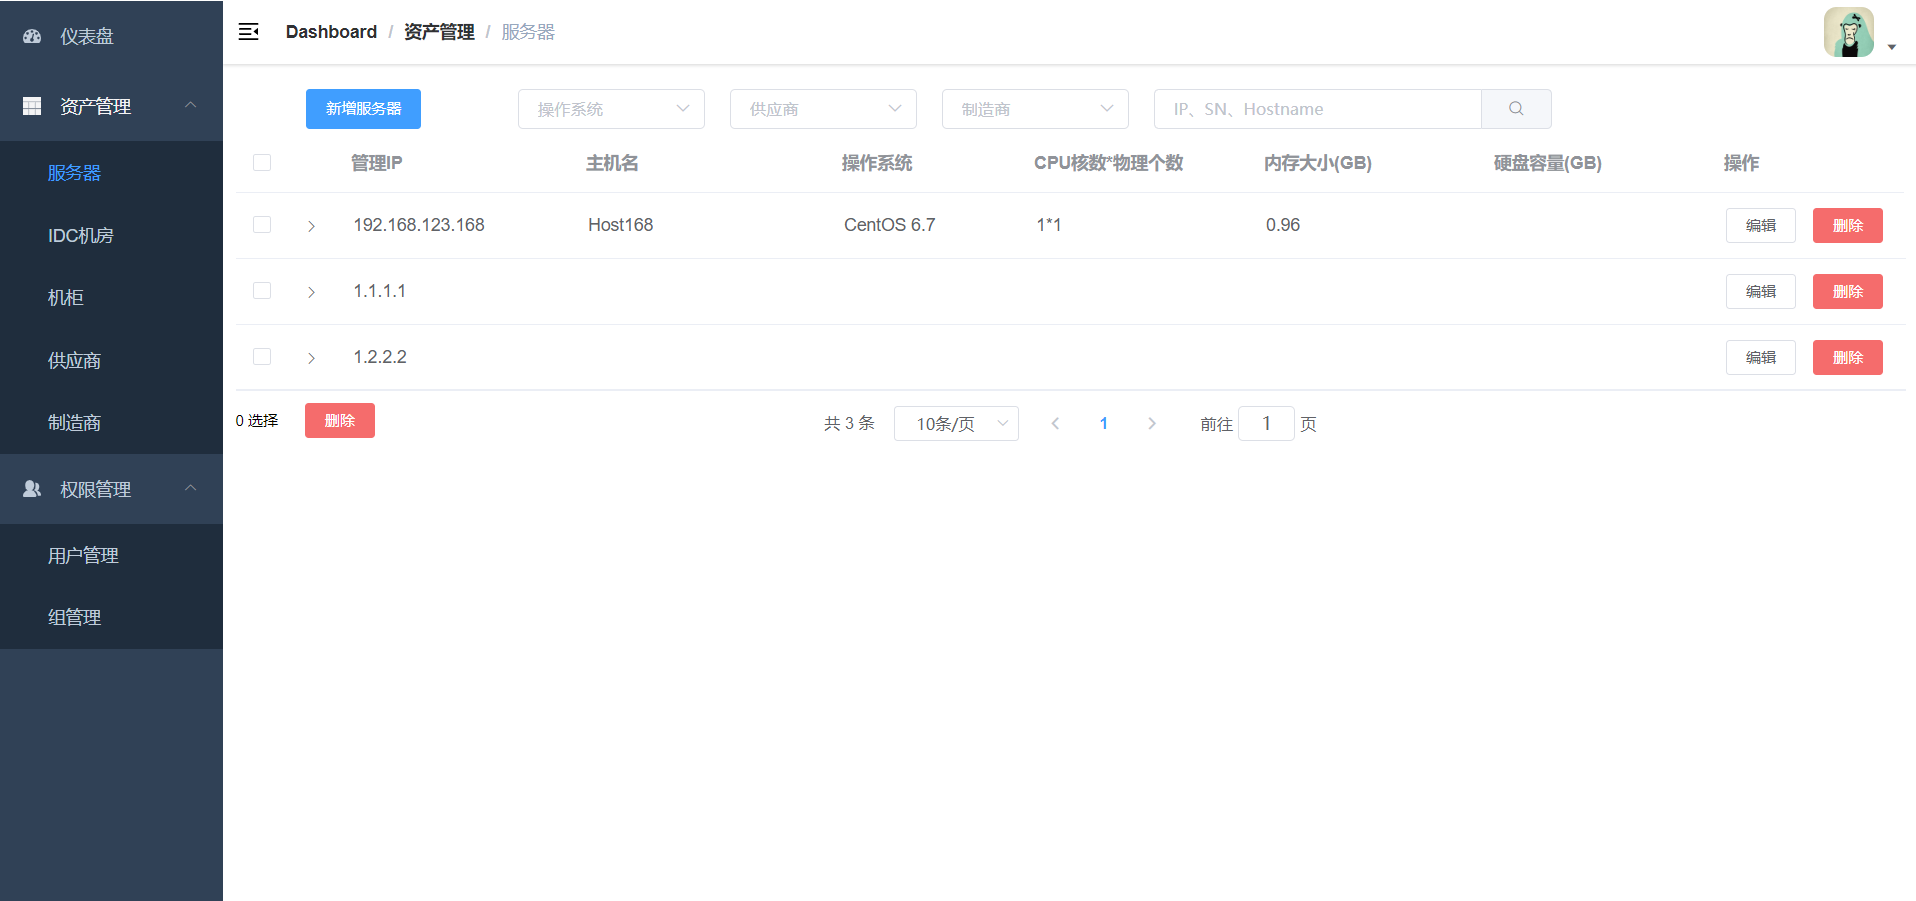 仪表盘
资产管理
服务器
IDC机房
机柜
供应商
制造商
权限管理
用户管理
组管理
Dashboard / 资产管理 / 服务器
新增服务器 操作系统 供应商 制造商 IP、SN、Hostname
管理IP 主机名 操作系统 CPU核数*物理个数 内存大小(GB) 硬盘容量(GB) 操作
192.168.123.168 Host168 CentOS 6.7 1*1 0.96 编辑 删除
1.1.1.1 编辑 删除
1.2.2.2 编辑 删除
0 选择 删除 共 3 条 10条/页 1 前往 1 页